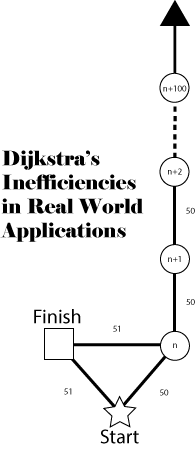 n+100
Dijkstra's
Inefficiencies
in Real World
Applications
n+2
50
n+1
50
Finish
51
n
51
50
Start